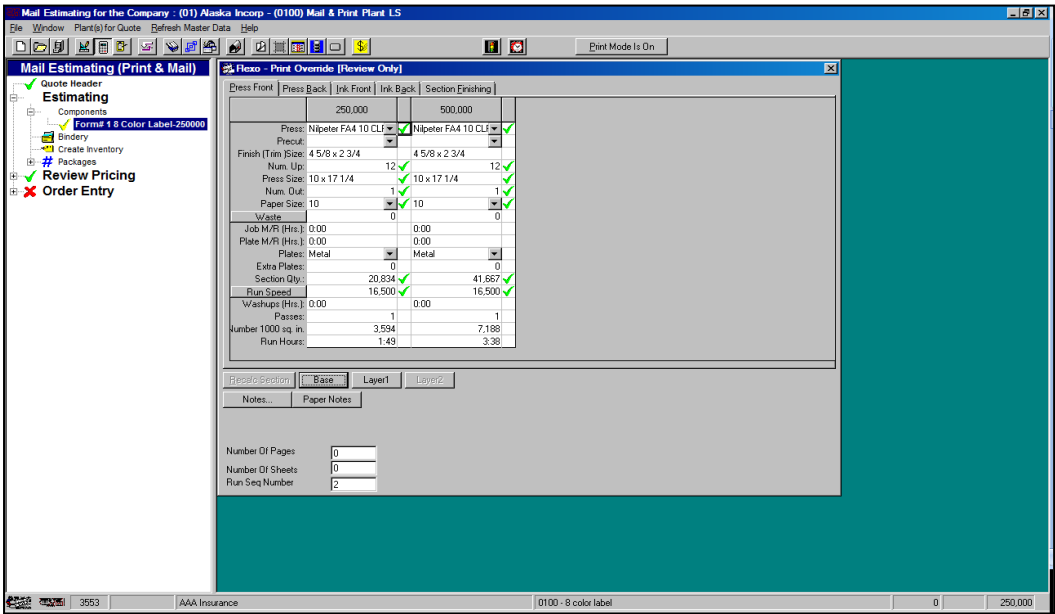 Mail Estimating for the Company : (01) Alaska Incorp - (0100) Mail & Print Plant LS
File Window Plant(s) for Quote Refresh Master Data Help
Print Mode Is On
Mail Estimating (Print & Mail)
Quote Header
Estimating
Components
Form# 1 8 Color Label-250000
Bindery
Create Inventory
# Packages
Review Pricing
Order Entry
Flexo - Print Override [Review Only]
Press Front Press Back Ink Front Ink Back Section Finishing
250,000 500,000
Press: Nilpeter FA4 10 CLF Nilpeter FA4 10 CLF
Precut:
Finish (Trim )Size: 4 5/8 x 2 3/4 4 5/8 x 2 3/4
Num. Up: 12 12
Press Size: 10 x 17 1/4 10 x 17 1/4
Num. Out: 1 1
Paper Size: 10 10
Waste 0 0
Job M/R (Hrs.): 0:00 0:00
Plate M/R (Hrs.): 0:00 0:00
Plates: Metal Metal
Extra Plates: 0 0
Section Qty.: 20,834 41,667
Run Speed 16,500 16,500
Washups (Hrs.): 0:00 0:00
Passes: 1 1
Number 1000 sq. in. 3,594 7,188
Run Hours: 1:49 3:38
Recalc Section Base Layer1 Layer2
Notes... Paper Notes
Number Of Pages 0
Number Of Sheets 0
Run Seq Number 2
3553 AAA Insurance 0100 - 8 color label 0 250,000